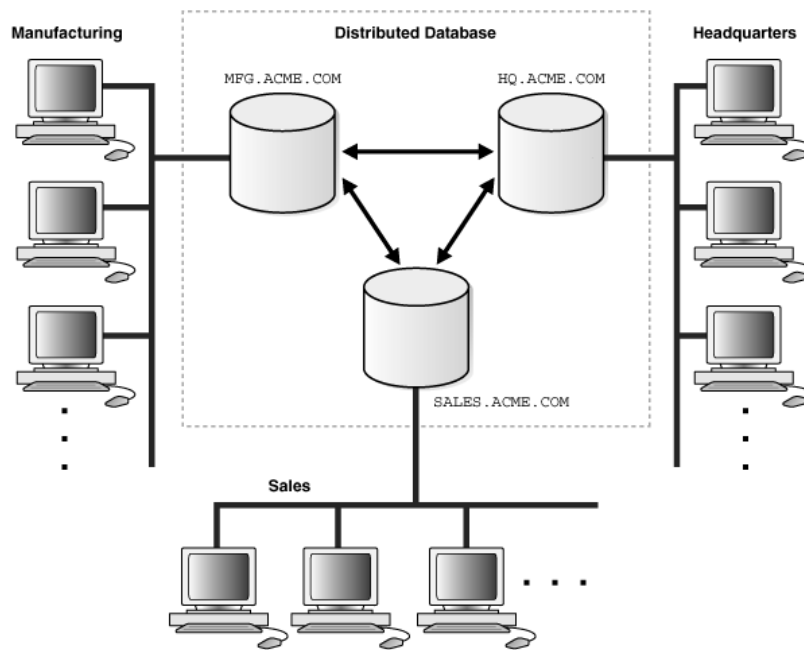 Manufacturing
Distributed Database
Headquarters
MFG.ACME.COM
HQ.ACME.COM
SALES.ACME.COM
Sales